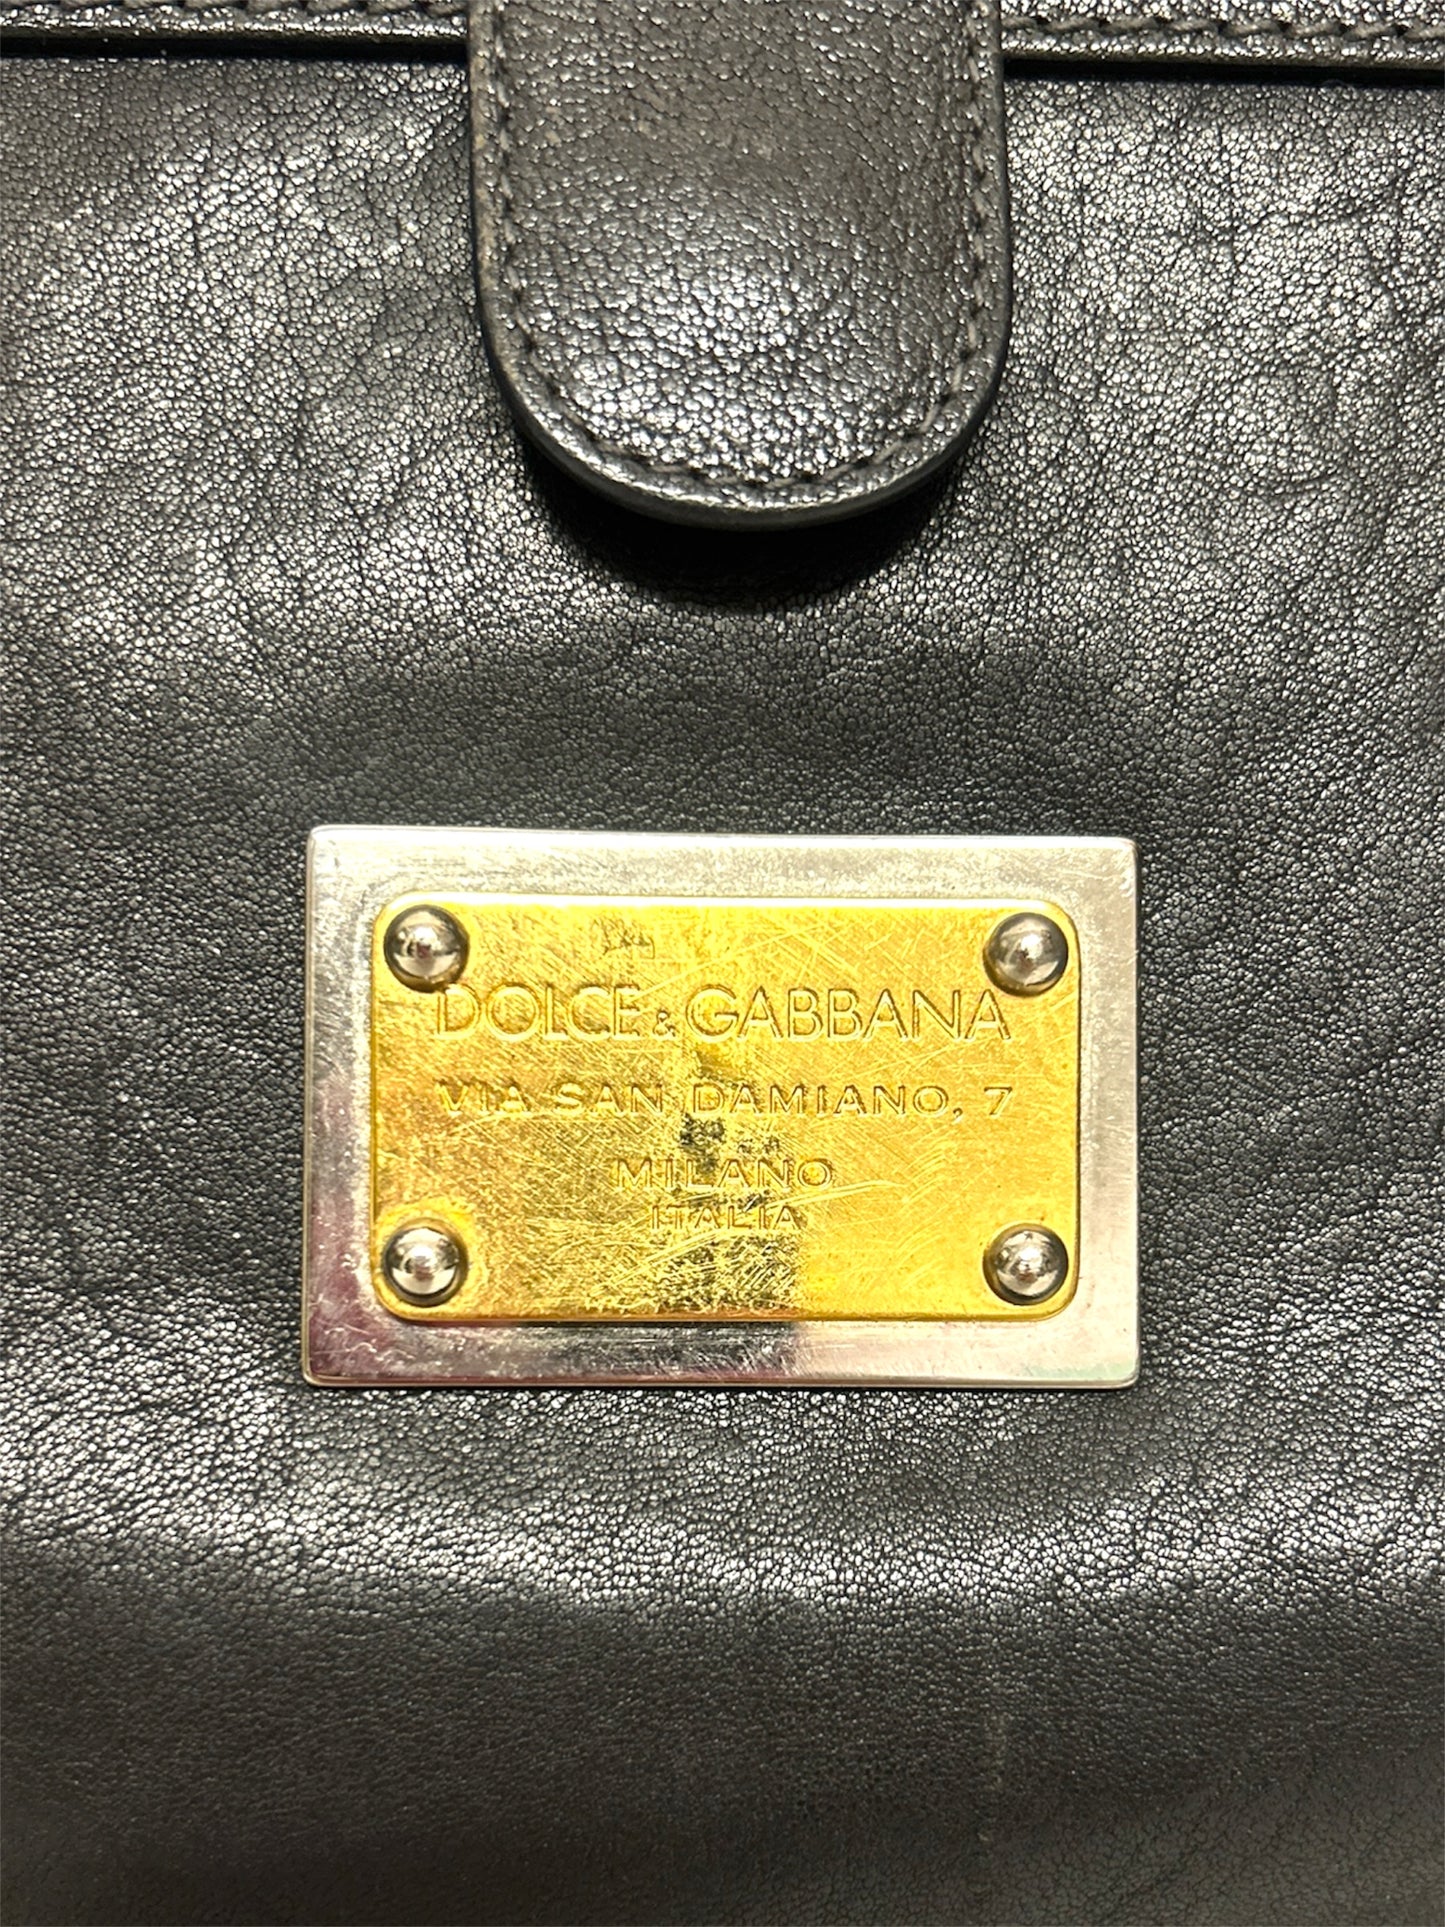 DOLCE & GABBANA
VIA SAN DAMIANO, 7
MILANO
ITALIA